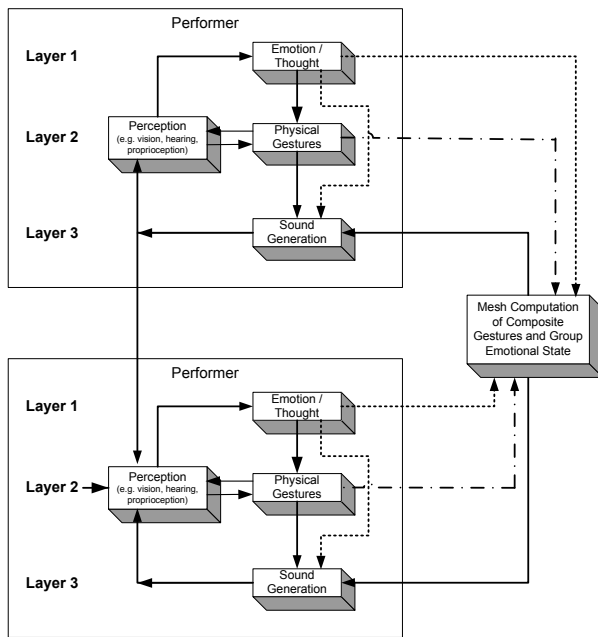 Performer
Layer 1
Emotion /
Thought
Layer 2
Perception
(e.g. vision, hearing,
proprioception)
Physical
Gestures
Layer 3
Sound
Generation
Mesh Computation
of Composite
Gestures and Group
Emotional State
Performer
Layer 1
Emotion /
Thought
Layer 2
Perception
(e.g. vision, hearing,
proprioception)
Physical
Gestures
Layer 3
Sound
Generation